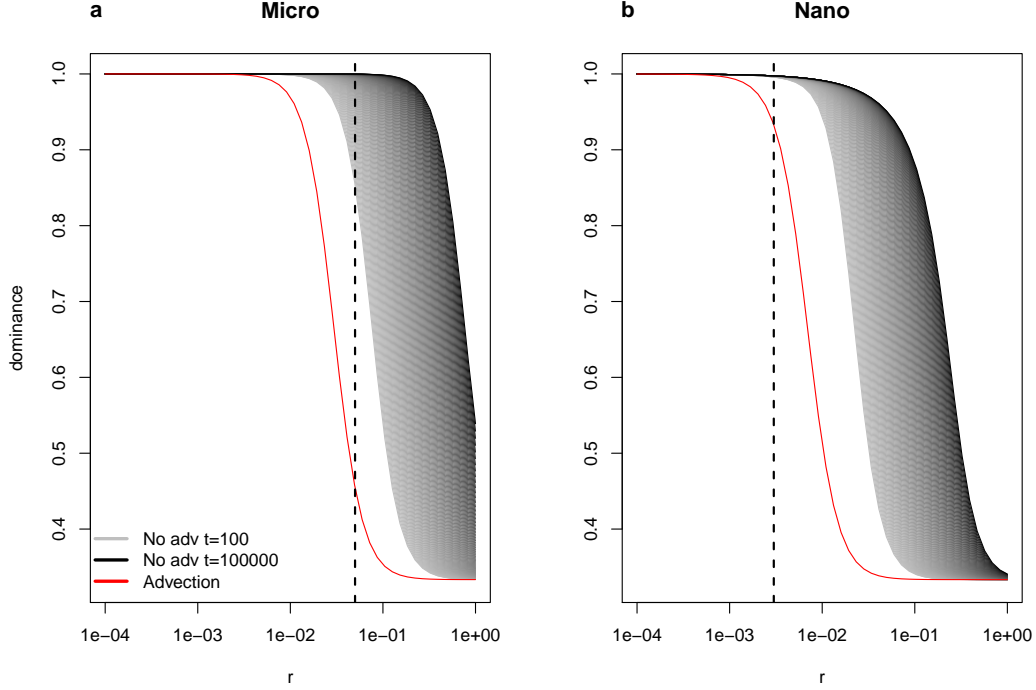 a Micro
b Nano
dominance
1.0
0.9
0.8
0.7
0.6
0.5
0.4
No adv t=100
No adv t=100000
Advection
1e−04 1e−03 1e−02 1e−01 1e+00
r
1.0
0.9
0.8
0.7
0.6
0.5
0.4
1e−04 1e−03 1e−02 1e−01 1e+00
r